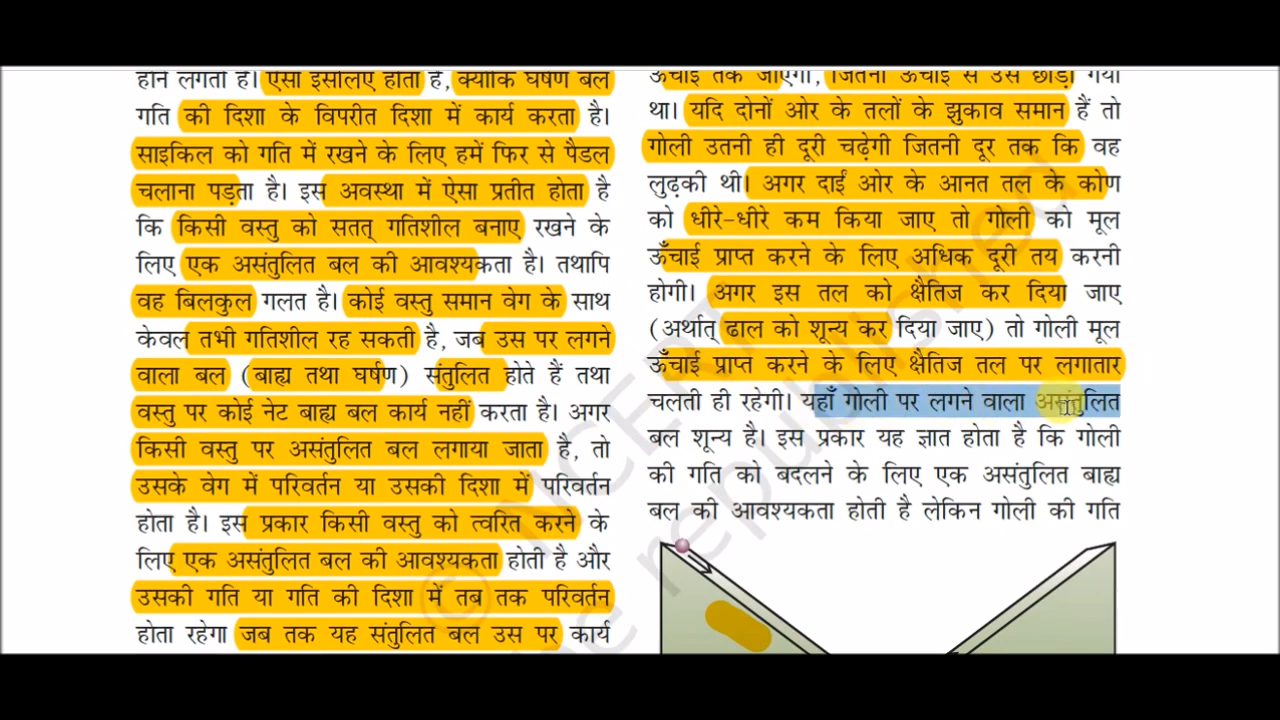 होने लगती है। ऐसा इसलिए होता है, क्योंकि घर्षण बल
गति की दिशा के विपरीत दिशा में कार्य करता है।
साइकिल को गति में रखने के लिए हमें फिर से पैडल
चलाना पड़ता है। इस अवस्था में ऐसा प्रतीत होता है
कि किसी वस्तु को सतत् गतिशील बनाए रखने के
लिए एक असंतुलित बल की आवश्यकता है। तथापि
वह बिलकुल गलत है। कोई वस्तु समान वेग के साथ
केवल तभी गतिशील रह सकती है, जब उस पर लगने
वाला बल (बाह्य तथा घर्षण) संतुलित होते हैं तथा
वस्तु पर कोई नेट बाह्य बल कार्य नहीं करता है। अगर
किसी वस्तु पर असंतुलित बल लगाया जाता है, तो
उसके वेग में परिवर्तन या उसकी दिशा में परिवर्तन
होता है। इस प्रकार किसी वस्तु को त्वरित करने के
लिए एक असंतुलित बल की आवश्यकता होती है और
उसकी गति या गति की दिशा में तब तक परिवर्तन
होता रहेगा जब तक यह संतुलित बल उस पर कार्य
ऊँचाई तक जाएगी, जितनी ऊँचाई से उसे छोड़ा गया
था। यदि दोनों ओर के तलों के झुकाव समान हैं तो
गोली उतनी ही दूरी चढ़ेगी जितनी दूर तक कि वह
लुढ़की थी। अगर दाईं ओर के आनत तल के कोण
को धीरे-धीरे कम किया जाए तो गोली को मूल
ऊँचाई प्राप्त करने के लिए अधिक दूरी तय करनी
होगी। अगर इस तल को क्षैतिज कर दिया जाए
(अर्थात् ढाल को शून्य कर दिया जाए) तो गोली मूल
ऊँचाई प्राप्त करने के लिए क्षैतिज तल पर लगातार
चलती ही रहेगी। यहाँ गोली पर लगने वाला असंतुलित
बल शून्य है। इस प्रकार यह ज्ञात होता है कि गोली
की गति को बदलने के लिए एक असंतुलित बाह्य
बल की आवश्यकता होती है लेकिन गोली की गति
© NCERT
be republished